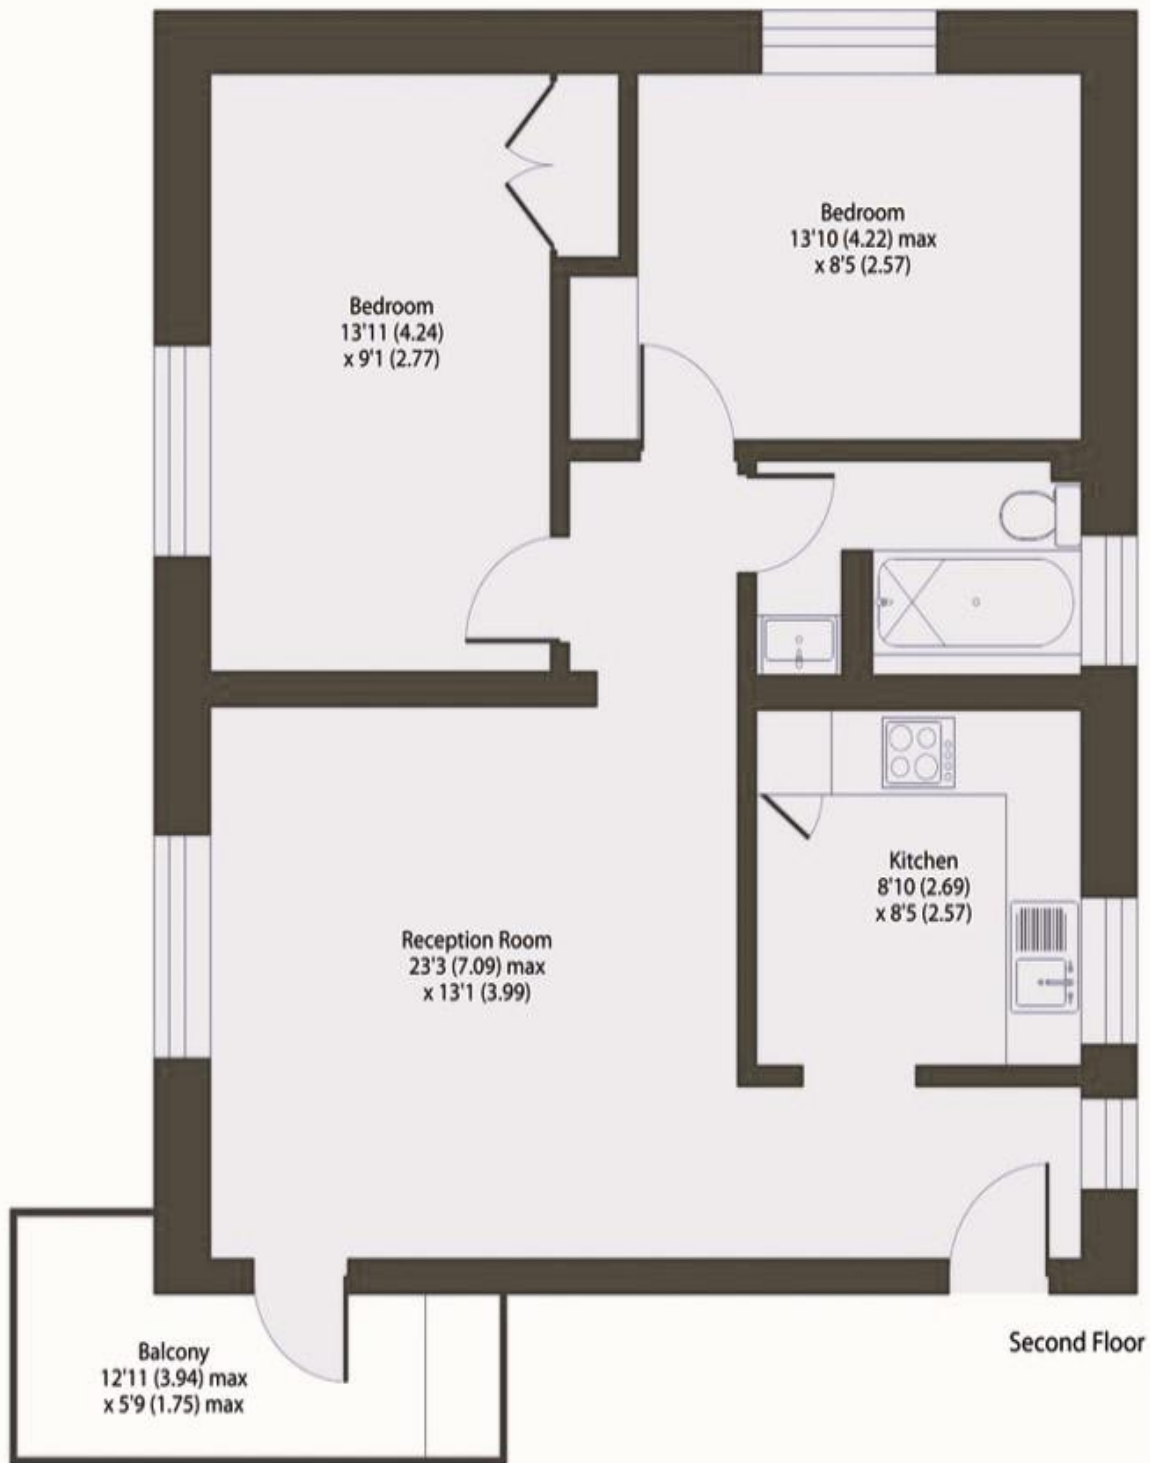 Bedroom
13'10 (4.22) max
x 8'5 (2.57)
Bedroom
13'11 (4.24)
x 9'1 (2.77)
Kitchen
8'10 (2.69)
x 8'5 (2.57)
Reception Room
23'3 (7.09) max
x 13'1 (3.99)
Second Floor
Balcony
12'11 (3.94) max
x 5'9 (1.75) max